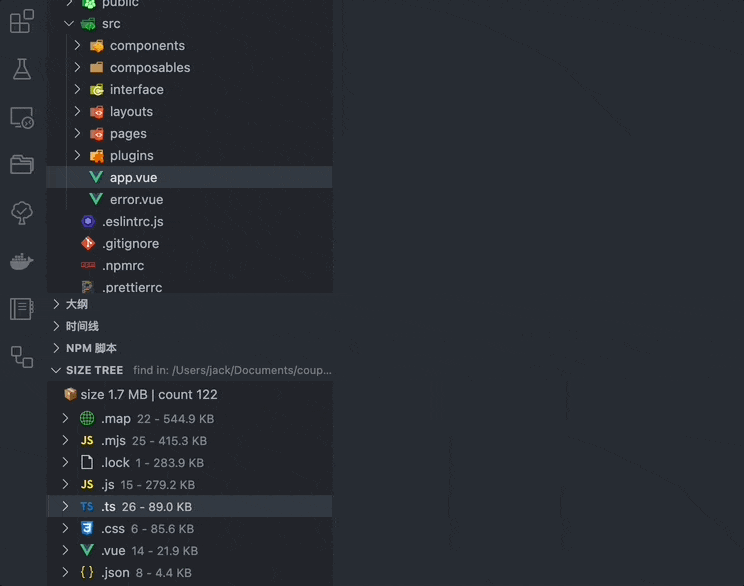 public
src
components
composables
interface
layouts
pages
plugins
app.vue
error.vue
.eslintrc.js
.gitignore
.npmrc
.prettierrc
大纲
时间线
NPM 脚本
SIZE TREE find in: /Users/jack/Documents/coup...
size 1.7 MB | count 122
.map 22 - 544.9 KB
JS .mjs 25 - 415.3 KB
.lock 1 - 283.9 KB
JS .js 15 - 279.2 KB
TS .ts 26 - 89.0 KB
.css 6 - 85.6 KB
.vue 14 - 21.9 KB
{ } .json 8 - 4.4 KB